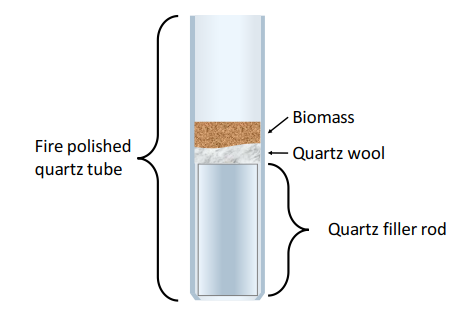 Biomass
Quartz wool
Fire polished
quartz tube
Quartz filler rod